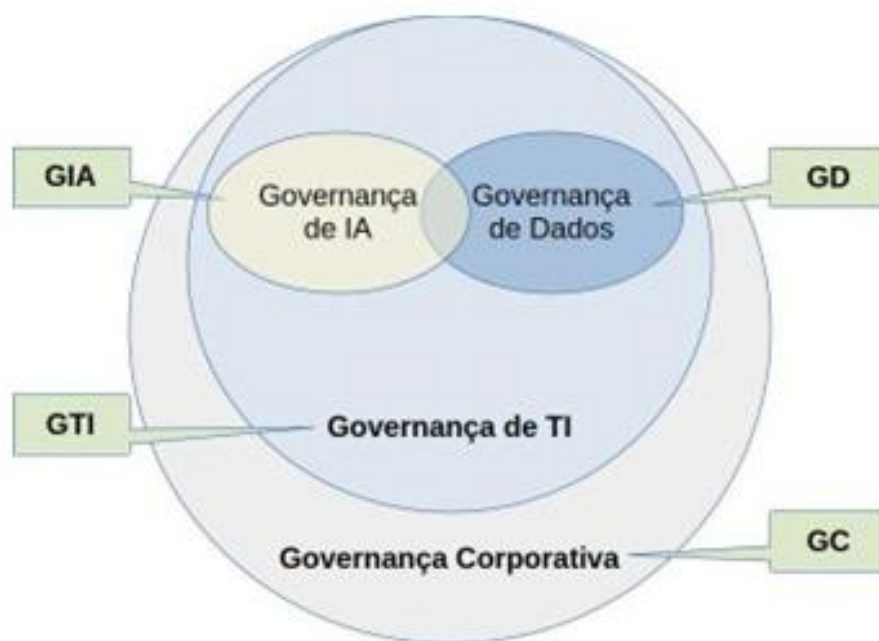 GIA
Governança
de IA
Governança
de Dados
GD
GTI
Governança de TI
Governança Corporativa
GC